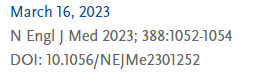 March 16, 2023
N Engl J Med 2023; 388:1052-1054
DOI: 10.1056/NEJMe2301252